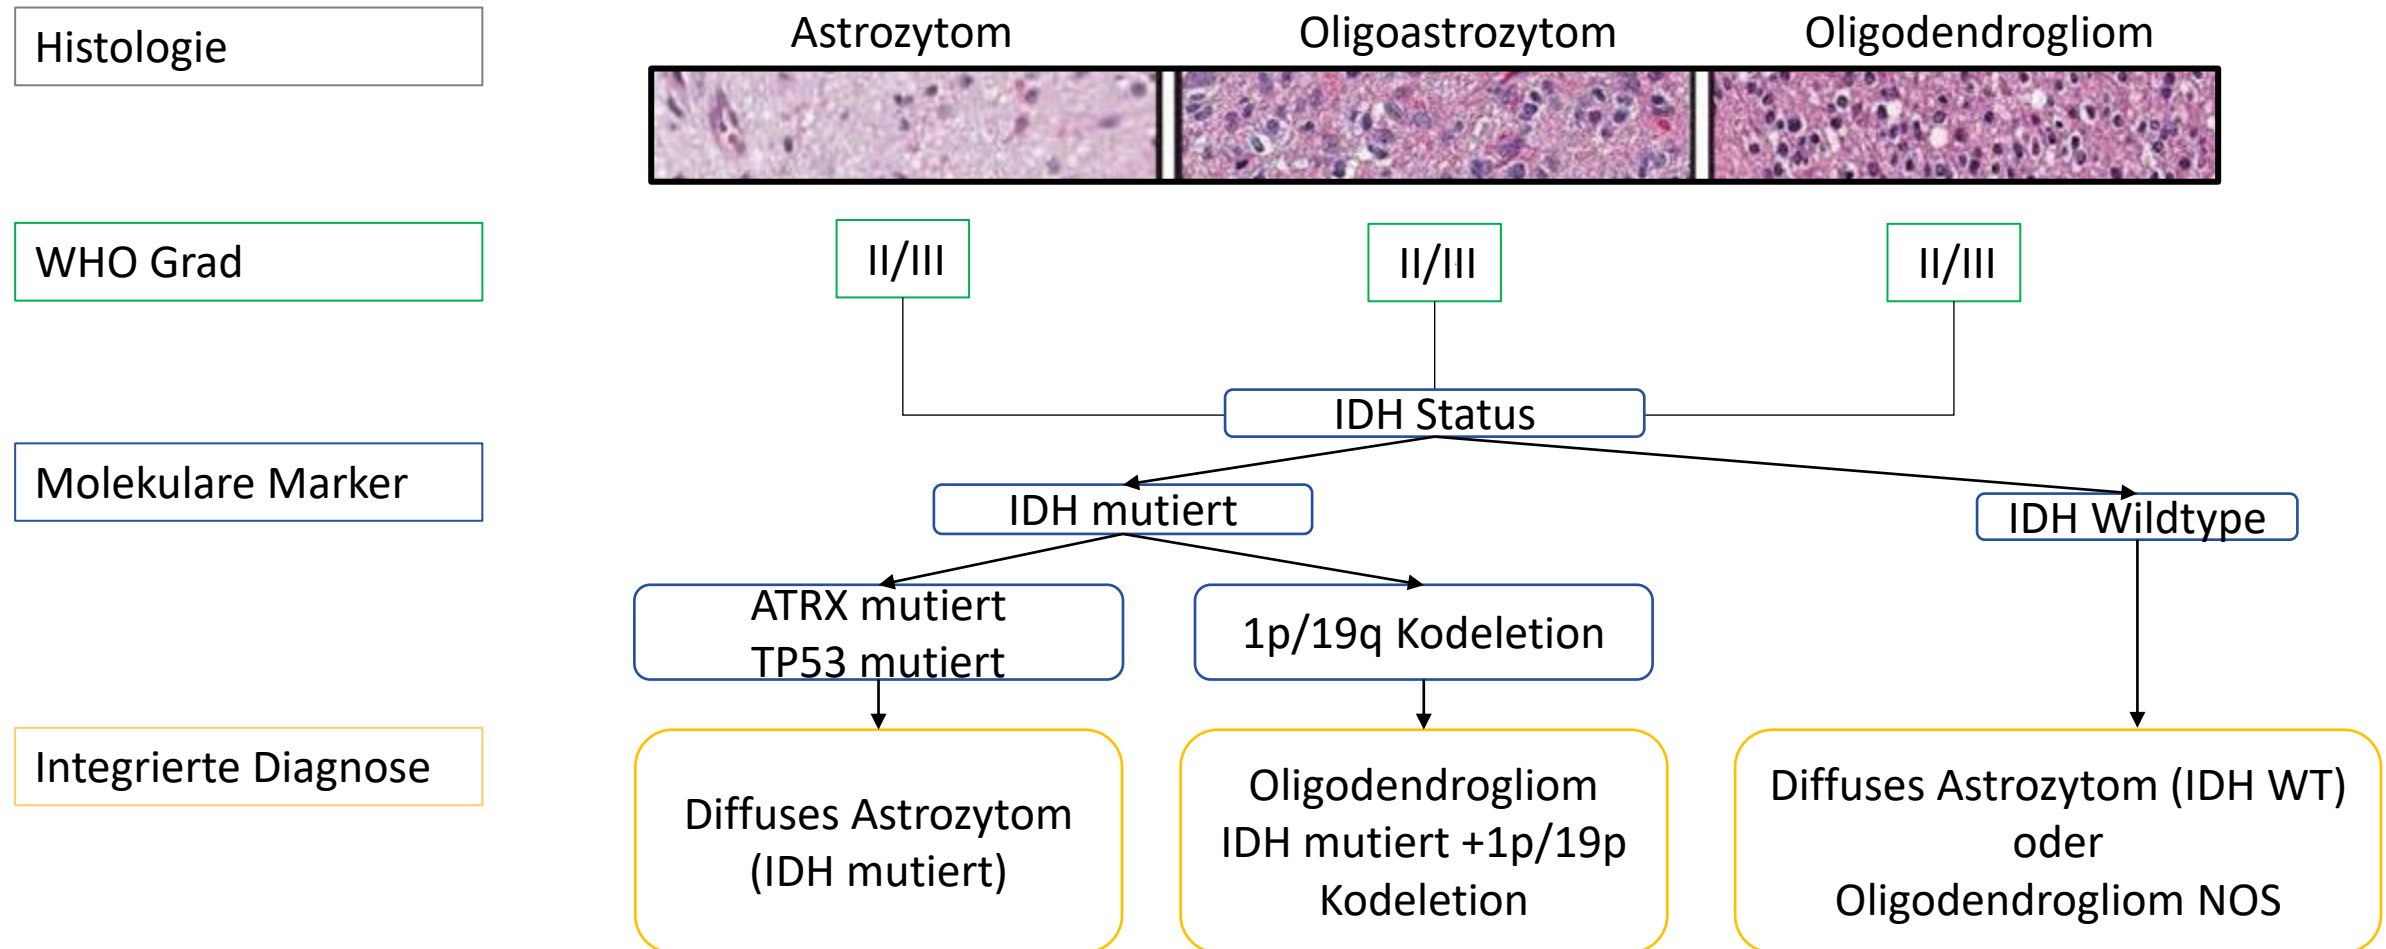 Histologie
Astrozytom
Oligoastrozytom
Oligodendrogliom
WHO Grad
II/III
II/III
II/III
IDH Status
Molekulare Marker
IDH mutiert
IDH Wildtype
ATRX mutiert
TP53 mutiert
1p/19q Kodeletion
Integrierte Diagnose
Diffuses Astrozytom
(IDH mutiert)
Oligodendrogliom
IDH mutiert +1p/19p
Kodeletion
Diffuses Astrozytom (IDH WT)
oder
Oligodendrogliom NOS